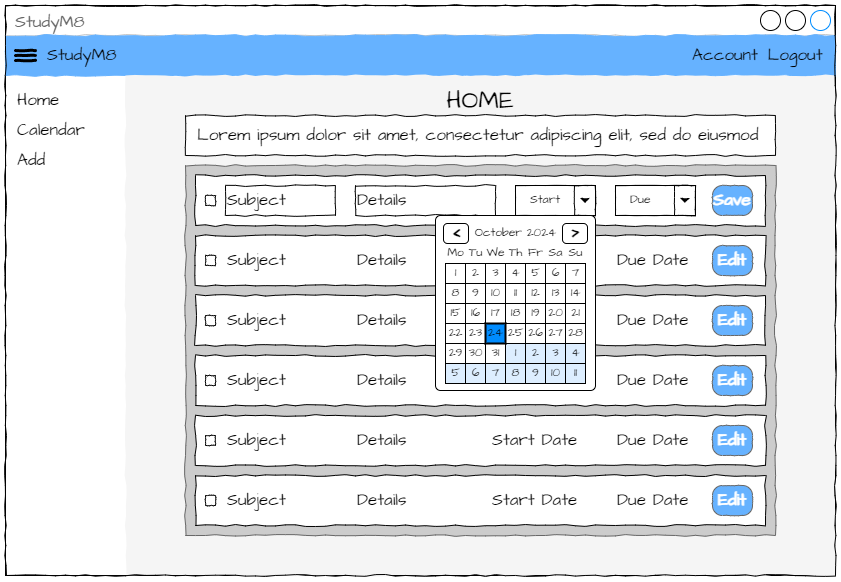 StudyM8
StudyM8 Account Logout
Home
Calendar
Add
HOME
Lorem ipsum dolor sit amet, consectetur adipiscing elit, sed do eiusmod
Subject Details Start Due Save
Subject Details Due Date Edit
Subject Details Due Date Edit
Subject Details Due Date Edit
Subject Details Start Date Due Date Edit
Subject Details Start Date Due Date Edit
< October 2024 >
Mo Tu We Th Fr Sa Su
1 2 3 4 5 6 7
8 9 10 11 12 13 14
15 16 17 18 19 20 21
22 23 24 25 26 27 28
29 30 31 1 2 3 4
5 6 7 8 9 10 11